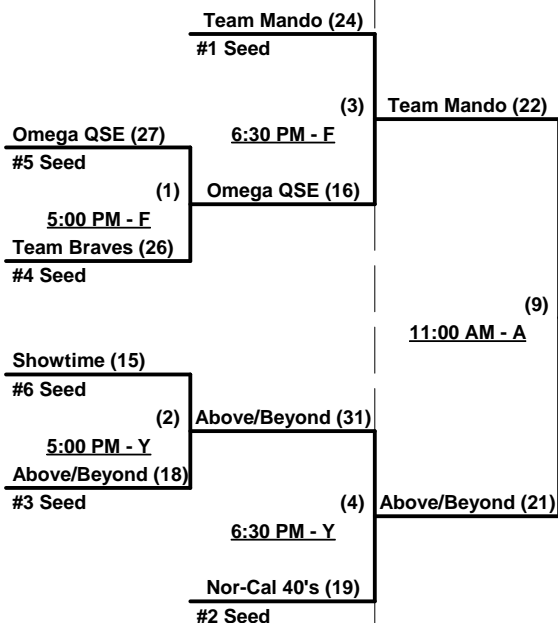 Team Mando (24)
#1 Seed
(3)
Team Mando (22)
6:30 PM - F
Omega QSE (27)
#5 Seed
(1)
Omega QSE (16)
5:00 PM - F
Team Braves (26)
#4 Seed
(9)
11:00 AM - A
Showtime (15)
#6 Seed
(2)
Above/Beyond (31)
5:00 PM - Y
Above/Beyond (18)
#3 Seed
(4)
Above/Beyond (21)
6:30 PM - Y
Nor-Cal 40's (19)
#2 Seed